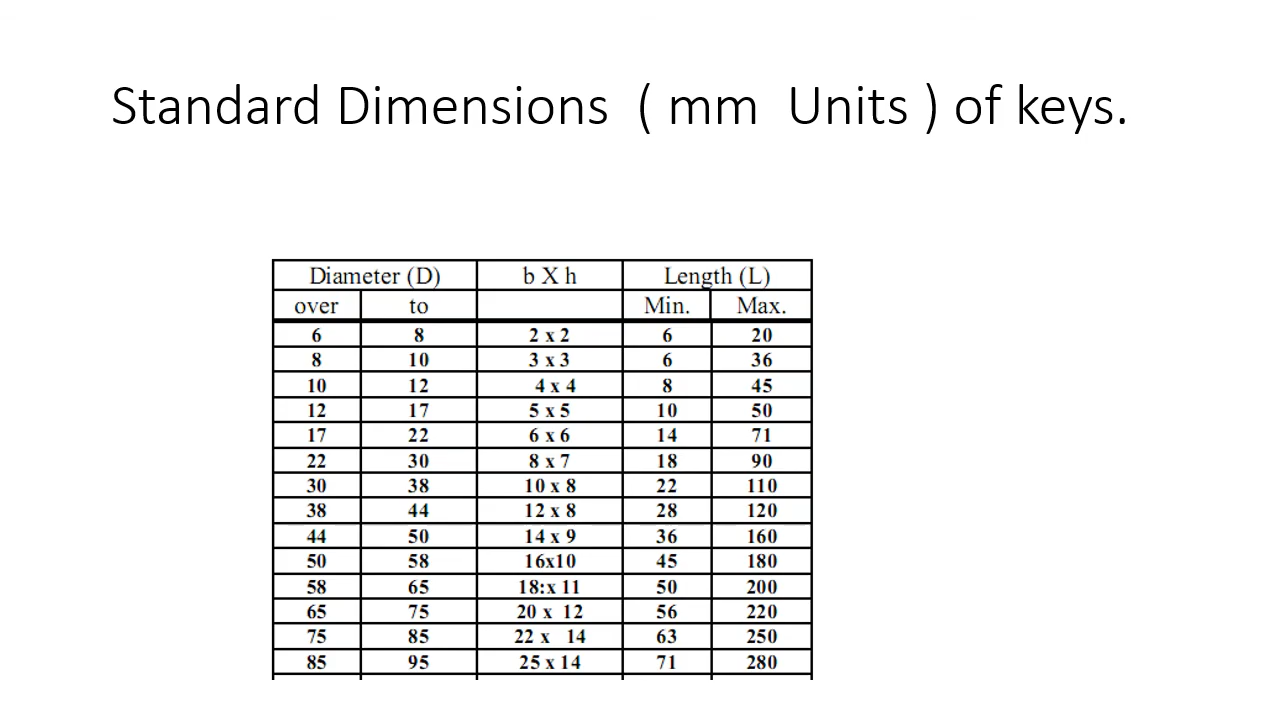 Standard Dimensions ( mm Units ) of keys.
Diameter (D) b X h Length (L)
over to Min. Max.
6 8 2 x 2 6 20
8 10 3 x 3 6 36
10 12 4 x 4 8 45
12 17 5 x 5 10 50
17 22 6 x 6 14 71
22 30 8 x 7 18 90
30 38 10 x 8 22 110
38 44 12 x 8 28 120
44 50 14 x 9 36 160
50 58 16x10 45 180
58 65 18:x 11 50 200
65 75 20 x 12 56 220
75 85 22 x 14 63 250
85 95 25 x 14 71 280